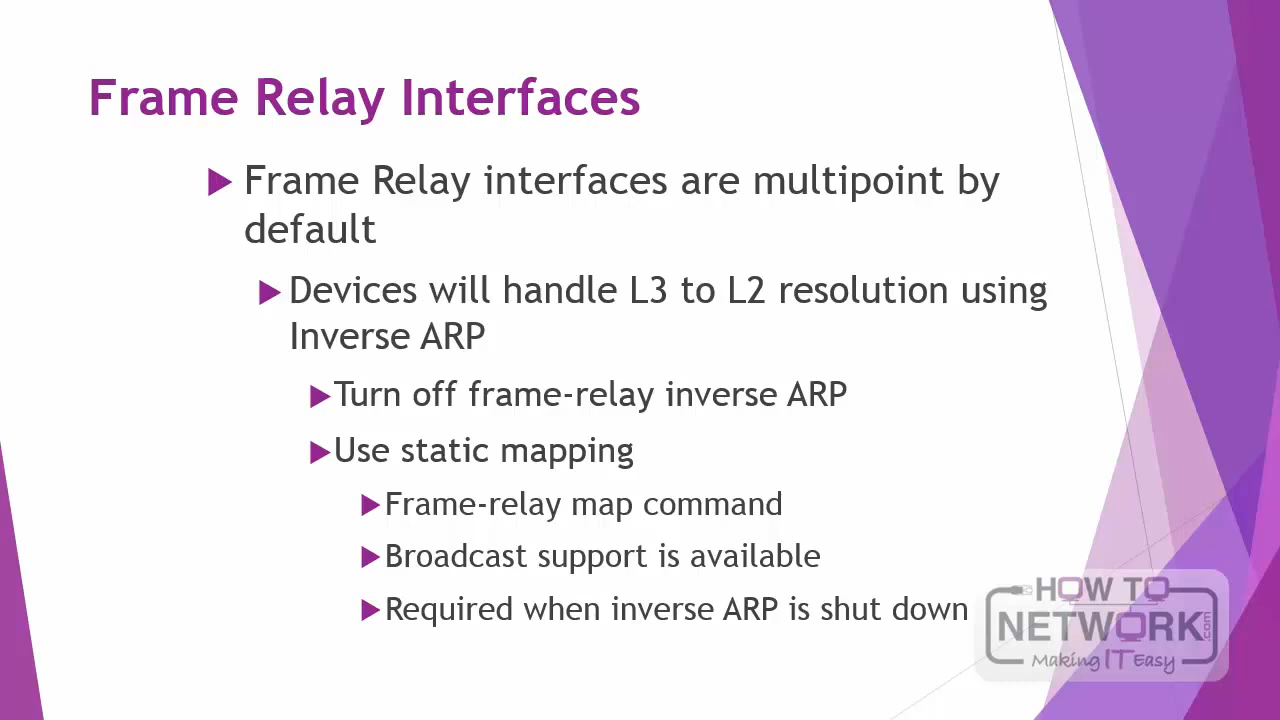 Frame Relay Interfaces
Frame Relay interfaces are multipoint by
default
Devices will handle L3 to L2 resolution using
Inverse ARP
Turn off frame-relay inverse ARP
Use static mapping
Frame-relay map command
Broadcast support is available
Required when inverse ARP is shut down
HOW TO
NETWORK.com
Making IT Easy